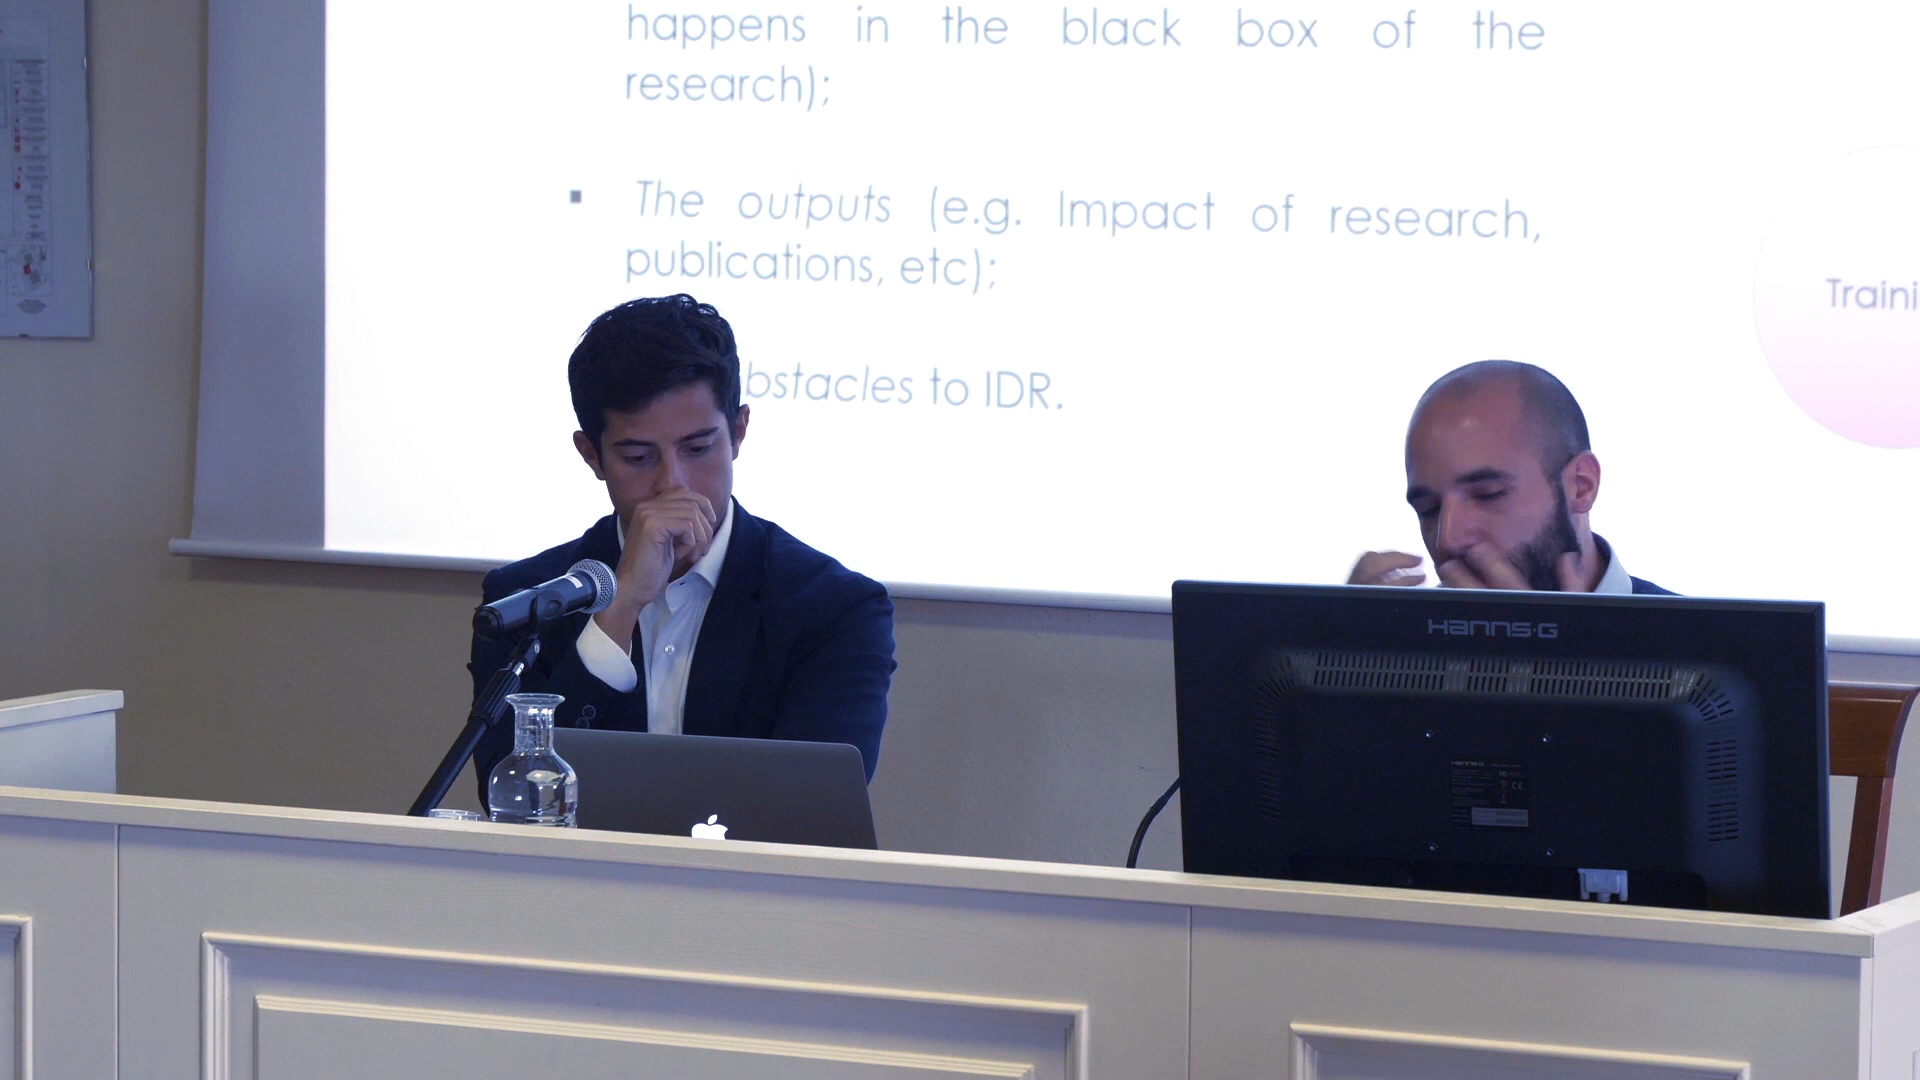 happens in the black box of the
research);
The outputs (e.g. Impact of research,
publications, etc);
bstacles to IDR.
Traini
HANNS·G